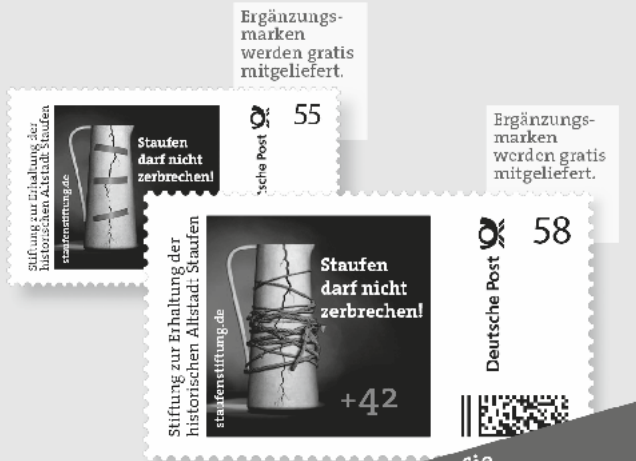 Ergänzungs-
marken
werden gratis
mitgeliefert.
Stiftung zur Erhaltung der
historischen Altstadt Staufen
staufenstiftung.de
Staufen
darf nicht
zerbrechen!
55
Ergänzungs-
marken
werden gratis
mitgeliefert.
Stiftung zur Erhaltung der
historischen Altstadt Staufen
staufenstiftung.de
Staufen
darf nicht
zerbrechen!
+42
Deutsche Post
58